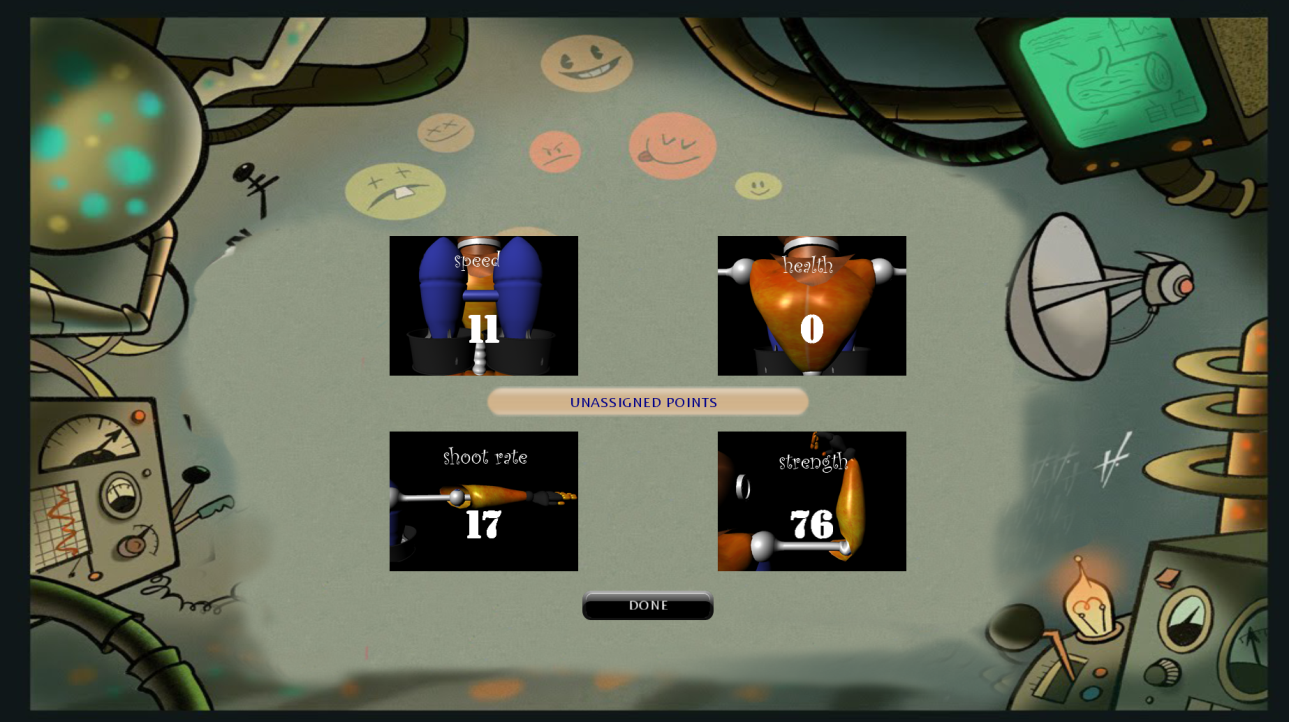 speed
11
health
0
UNASSIGNED POINTS
shoot rate
17
strength
76
DONE